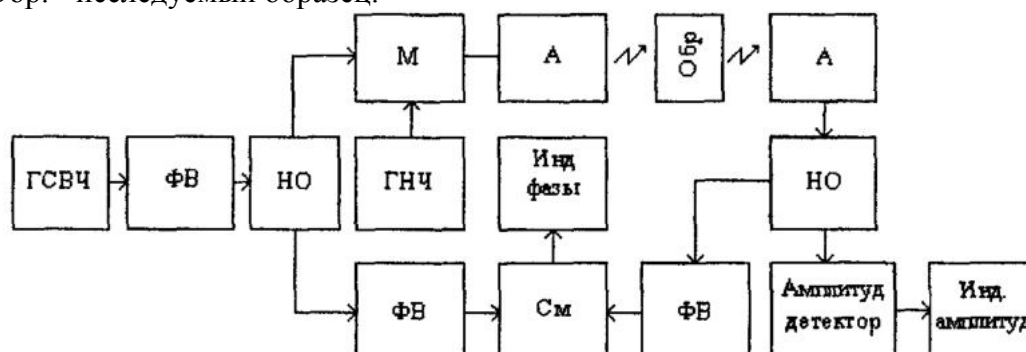 обр. - исследуемый образец.
М
А
Обр
А
ГСВЧ
ФВ
НО
ГНЧ
Инд
фазы
НО
ФВ
См
ФВ
Амплитуд
детектор
Инд.
амплитуд